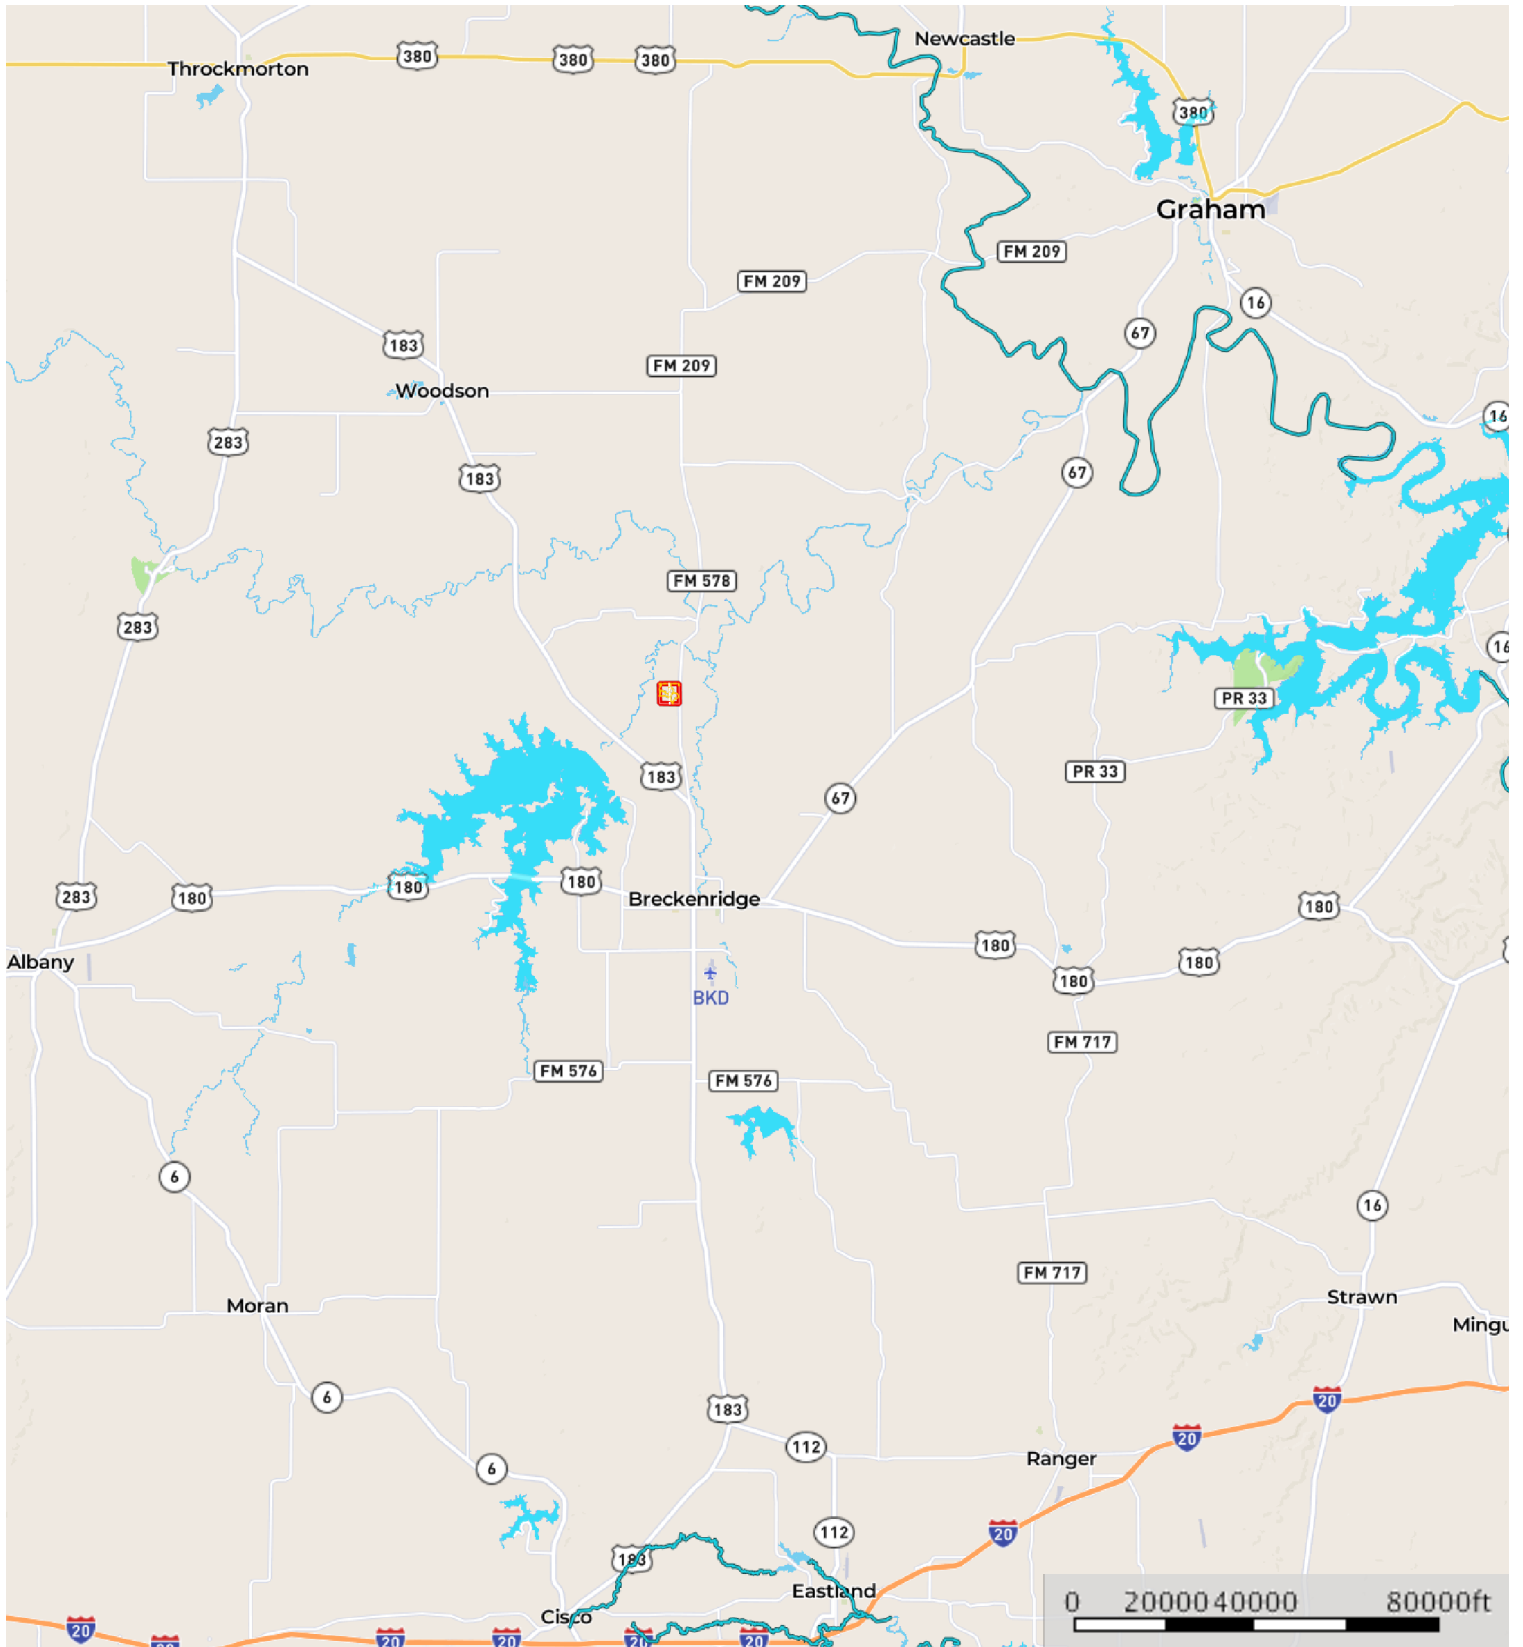 Newcastle
380
380
380
Throckmorton
380
Graham
FM 209
FM 209
16
67
183
FM 209
Woodson
16
283
67
183
FM 578
283
16
PR 33
PR 33
183
67
180
180
283
180
Breckenridge
180
180
Albany
180
180
BKD
FM 717
FM 576
FM 576
6
16
FM 717
Strawn
Moran
Mingu
6
20
183
20
112
Ranger
6
20
112
183
Eastland
0 20000 40000 80000ft
Cisco
20
20
20
20
20